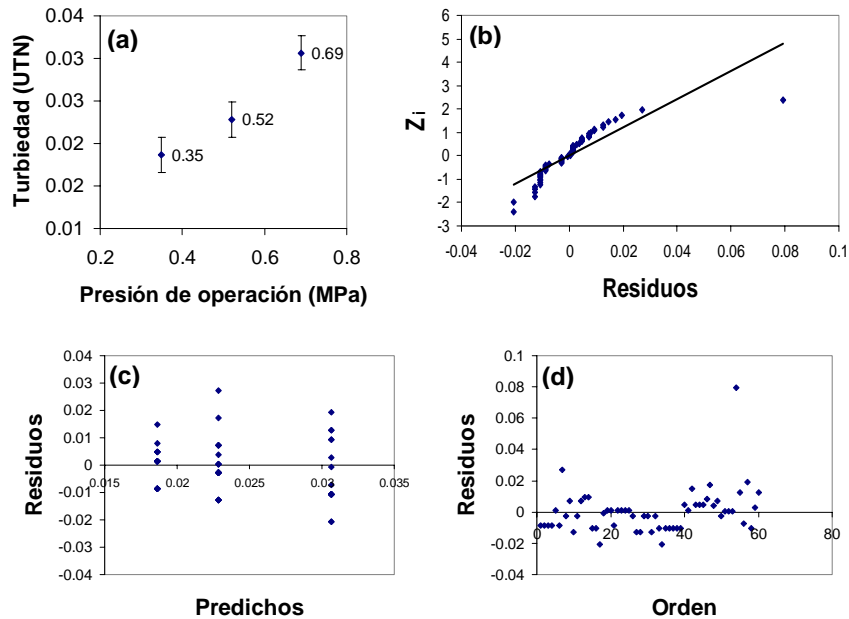 (a)
Turbiedad (UTN)
0.04
0.03
0.03
0.02
0.02
0.01
0.69
0.52
0.35
0.2 0.4 0.6 0.8
Presión de operación (MPa)
(b)
Zi
6
5
4
3
2
1
0
-1
-2
-3
-0.04 -0.02 0 0.02 0.04 0.06 0.08 0.1
Residuos
(c)
Residuos
0.04
0.03
0.02
0.01
0
-0.01
-0.02
-0.03
-0.04
0.015 0.02 0.025 0.03 0.035
Predichos
(d)
Residuos
0.1
0.08
0.06
0.04
0.02
0
-0.02
-0.04
0 20 40 60 80
Orden